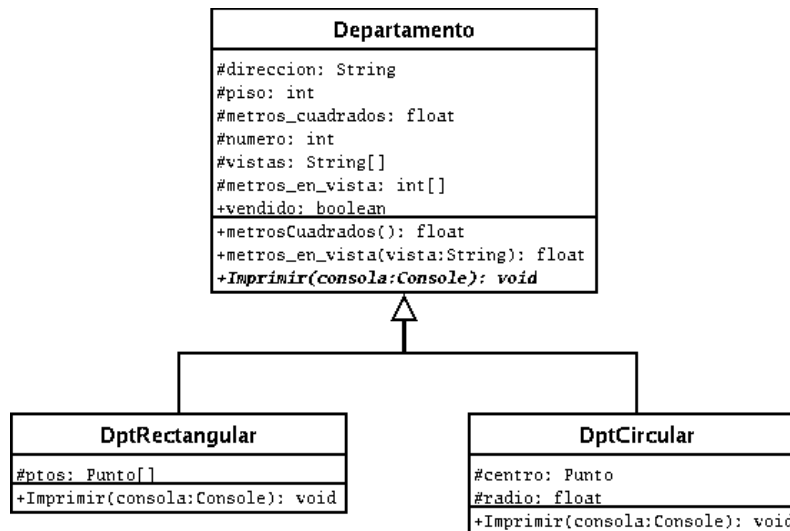 Departamento
#direccion: String
#piso: int
#metros_cuadrados: float
#numero: int
#vistas: String[]
#metros_en_vista: int[]
+vendido: boolean
+metrosCuadrados(): float
+metros_en_vista(vista:String): float
+Imprimir(consola:Console): void
DptRectangular
#ptos: Punto[]
+Imprimir(consola:Console): void
DptCircular
#centro: Punto
#radio: float
+Imprimir(consola:Console): void